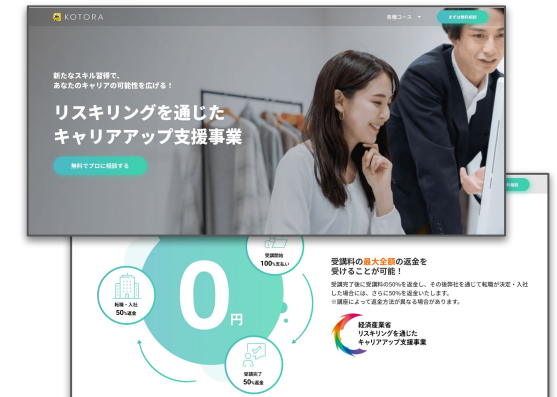 KOTORA
各種コース
まずは無料相談
新たなスキル習得で、
あなたのキャリアの可能性を広げる！
リスキリングを通じた
キャリアアップ支援事業
無料でプロに相談する
料相談
受講開始
100%支払い
転職・入社
50%返金
0円
受講完了
50%返金
受講料の最大全額の返金を
受けることが可能！
受講完了後に受講料の50%を返金し、その後弊社を通じて転職が決定・入社
した場合には、さらに50%を返金いたします。
※講座によって返金方法が異なる場合があります。
経済産業省
リスキリングを通じた
キャリアアップ支援事業